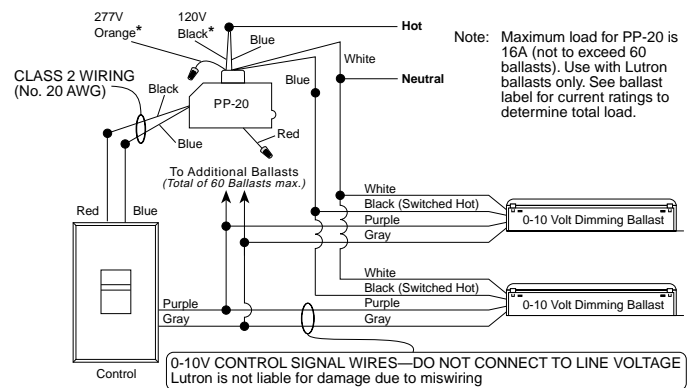 277V
Orange*
120V
Black*
Blue
Hot
White
Neutral
Note: Maximum load for PP-20 is
16A (not to exceed 60
ballasts). Use with Lutron
ballasts only. See ballast
label for current ratings to
determine total load.
CLASS 2 WIRING
(No. 20 AWG)
Black
Blue
PP-20
Blue
Red
To Additional Ballasts
(Total of 60 Ballasts max.)
Red
Blue
White
Black (Switched Hot)
Purple
Gray
0-10 Volt Dimming Ballast
White
Black (Switched Hot)
Purple
Gray
0-10 Volt Dimming Ballast
Purple
Gray
Control
0-10V CONTROL SIGNAL WIRES—DO NOT CONNECT TO LINE VOLTAGE
Lutron is not liable for damage due to miswiring